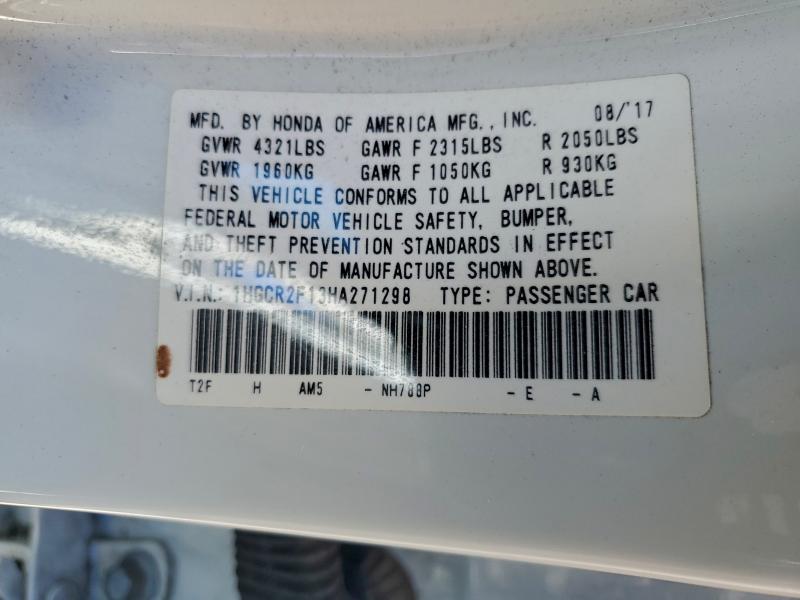 MFD. BY HONDA OF AMERICA MFG., INC. 08/'17
GVWR 4321LBS GAWR F 2315LBS R 2050LBS
GVWR 1960KG GAWR F 1050KG R 930KG
THIS VEHICLE CONFORMS TO ALL APPLICABLE
FEDERAL MOTOR VEHICLE SAFETY, BUMPER,
AND THEFT PREVENTION STANDARDS IN EFFECT
ON THE DATE OF MANUFACTURE SHOWN ABOVE.
V.I.N.: 1HGCR2F13HA271298 TYPE: PASSENGER CAR
T2F H AM5 - NH788P - E - A